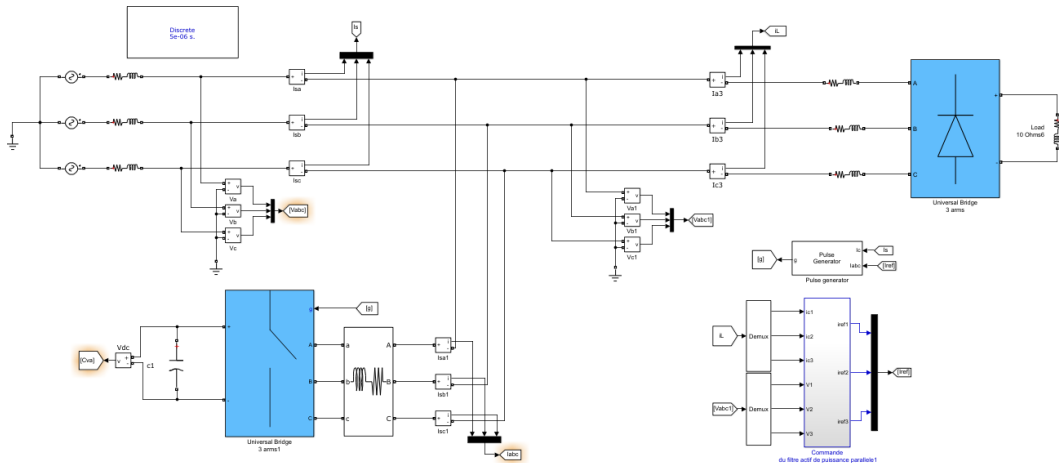 Discrete
5e-06 s.
Is
iL
Isa
Isb
Isc
Ia3
Ib3
Ic3
A
B
C
+
-
Load
10 Ohms6
Universal Bridge
3 arms
Va
Vb
Vc
[Vabc]
Va1
Vb1
Vc1
[Vabc1]
[g]
g
Pulse
Generator
Ic
Iabc
Is
[Iref]
Pulse generator
[Cva]
Vdc
c1
+
-
g
A
B
C
[g]
Universal Bridge
3 arms1
a
b
c
A
B
C
Isa1
Isb1
Isc1
Iabc
iL
[Vabc1]
Demux
Demux
ic1
ic2
ic3
V1
V2
V3
iref1
iref2
iref3
[Iref]
Commande
du filtre actif de puissance parallele1